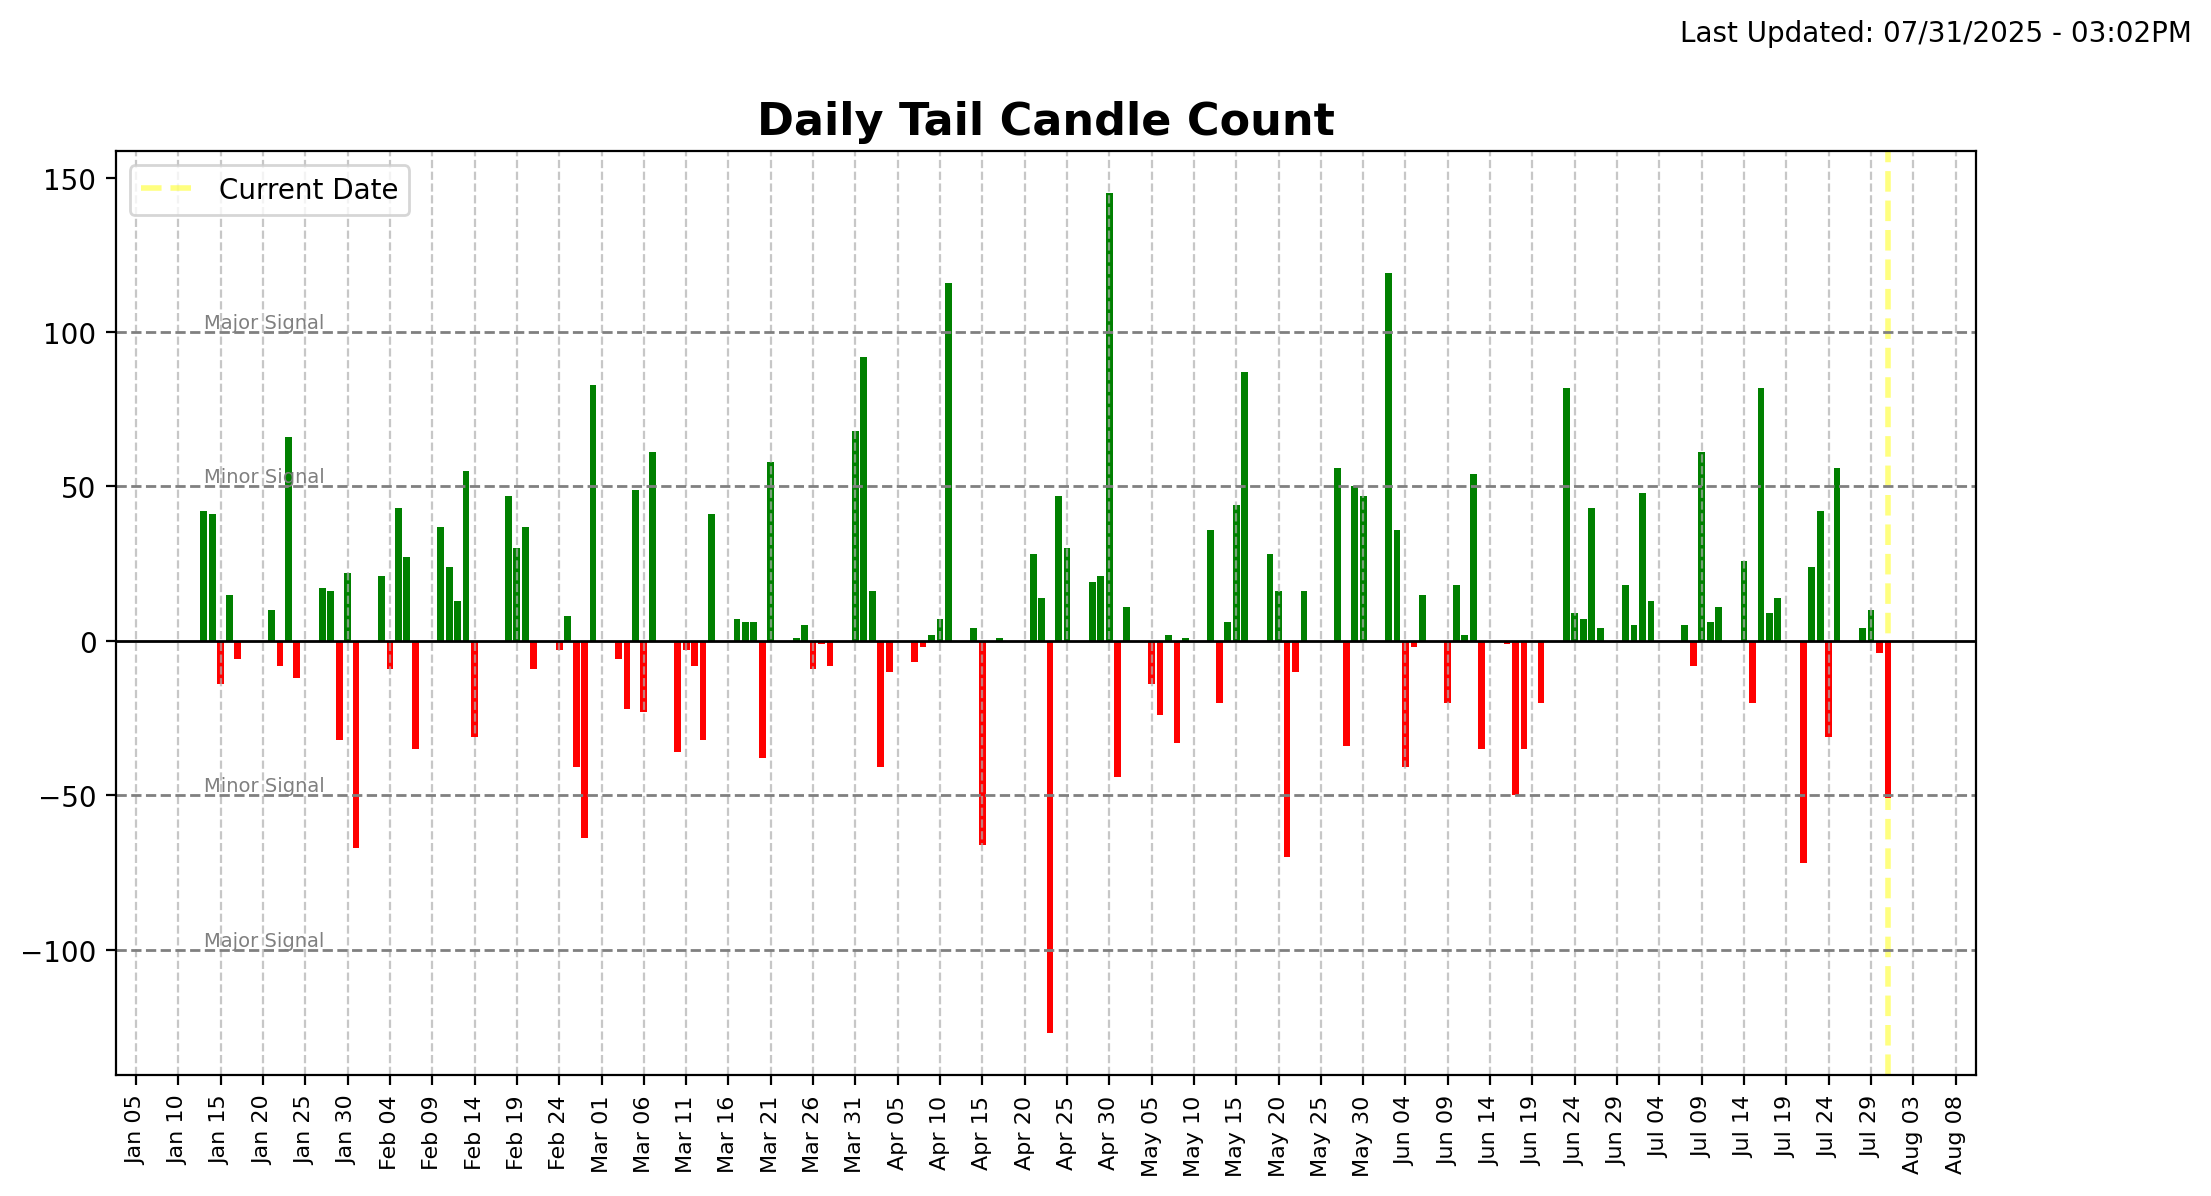 Last Updated: 07/31/2025 - 03:02PM
Daily Tail Candle Count
150
Current Date
Major Signal
100
Minor Signal
50
0
Minor Signal
−50
Major Signal
−100
Jan 05
Jan 10
Jan 15
Jan 20
Jan 25
Jan 30
Feb 04
Feb 09
Feb 14
Feb 19
Feb 24
Mar 01
Mar 06
Mar 11
Mar 16
Mar 21
Mar 26
Mar 31
Apr 05
Apr 10
Apr 15
Apr 20
Apr 25
Apr 30
May 05
May 10
May 15
May 20
May 25
May 30
Jun 04
Jun 09
Jun 14
Jun 19
Jun 24
Jun 29
Jul 04
Jul 09
Jul 14
Jul 19
Jul 24
Jul 29
Aug 03
Aug 08